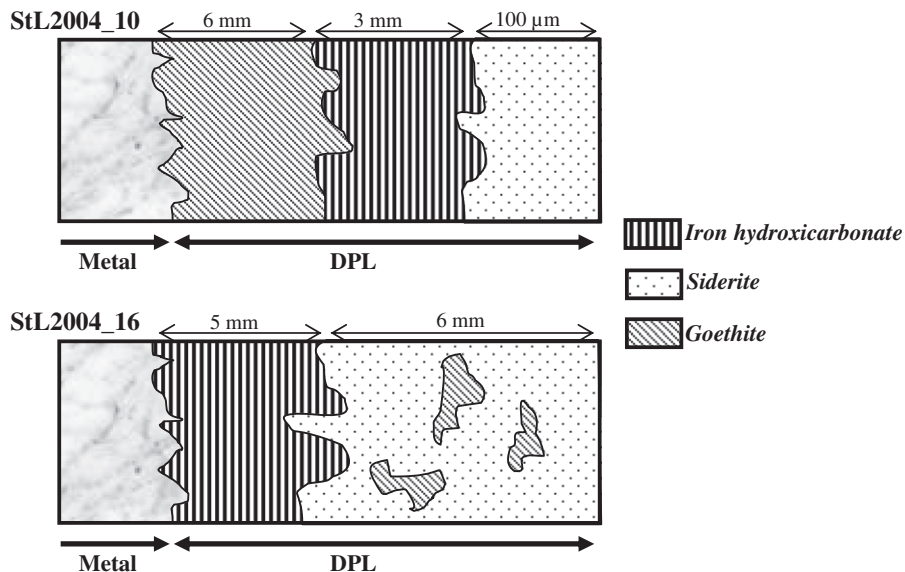 StL2004_10
6 mm
3 mm
100 µm
Metal
DPL
Iron hydroxicarbonate
Siderite
Goethite
StL2004_16
5 mm
6 mm
Metal
DPL